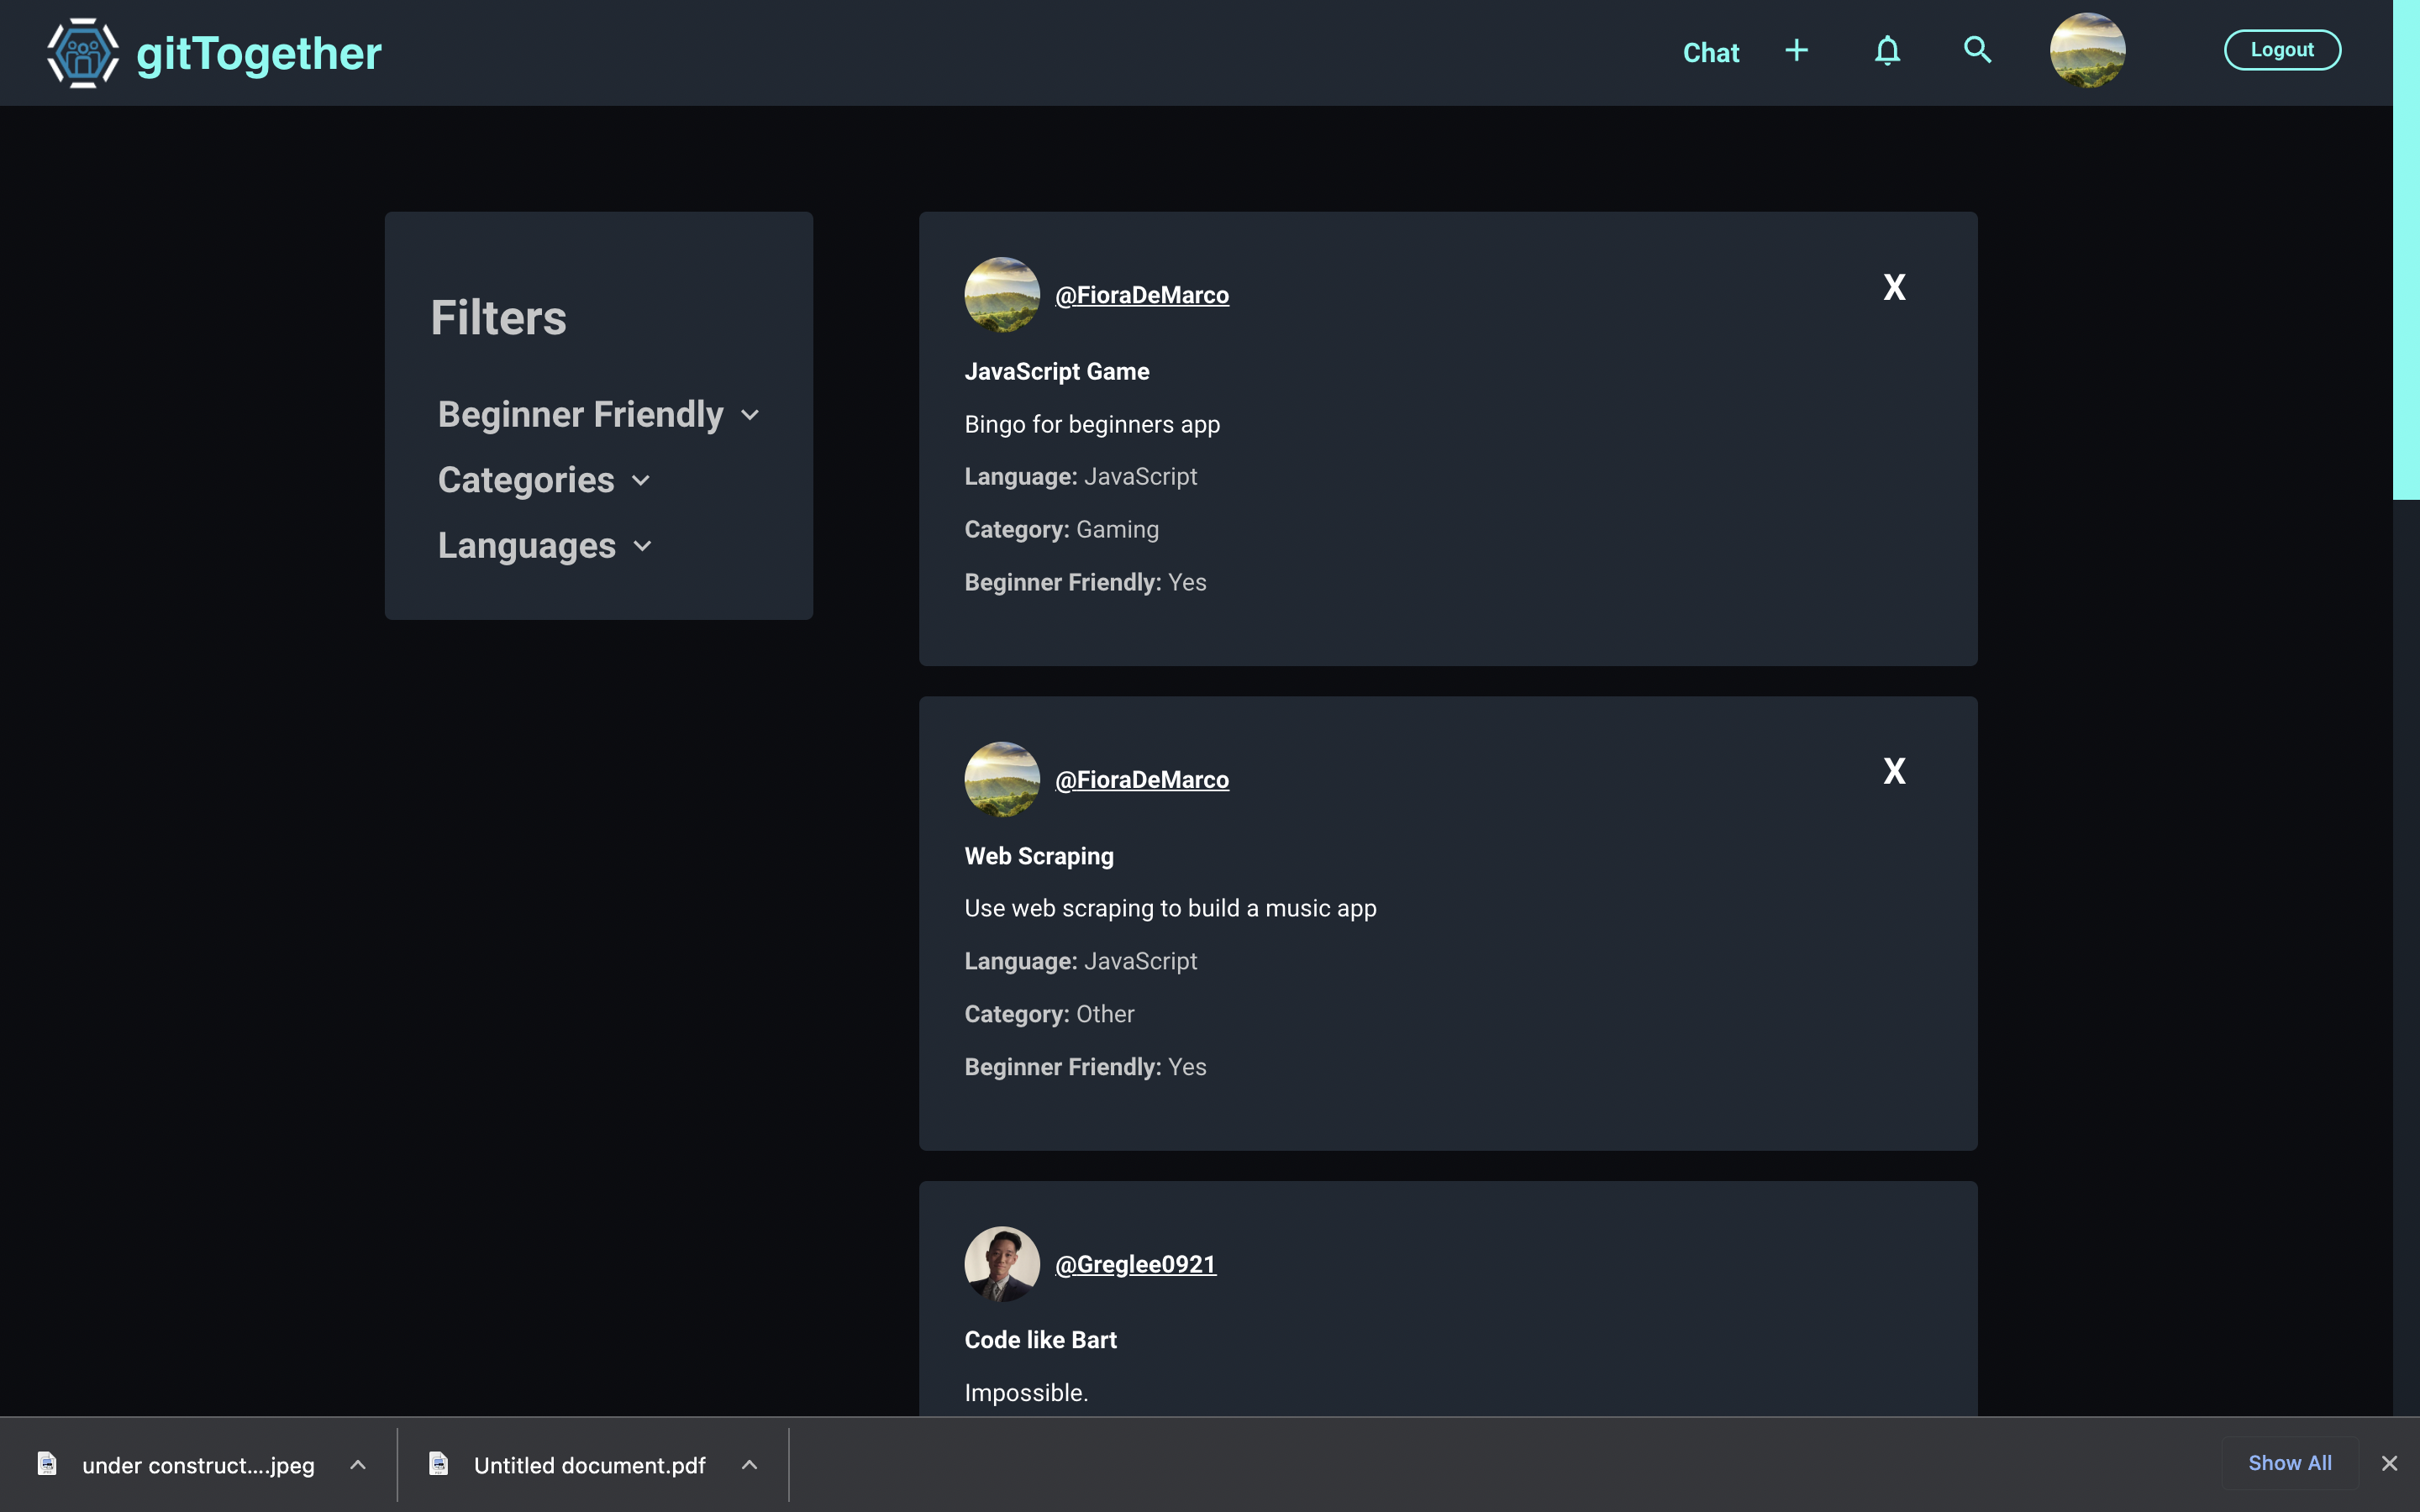 gitTogether
Chat
Logout
Filters
Beginner Friendly
Categories
Languages
@FioraDeMarco
X
JavaScript Game
Bingo for beginners app
Language: JavaScript
Category: Gaming
Beginner Friendly: Yes
@FioraDeMarco
X
Web Scraping
Use web scraping to build a music app
Language: JavaScript
Category: Other
Beginner Friendly: Yes
@Greglee0921
Code like Bart
Impossible.
under construct....jpeg
Untitled document.pdf
Show All